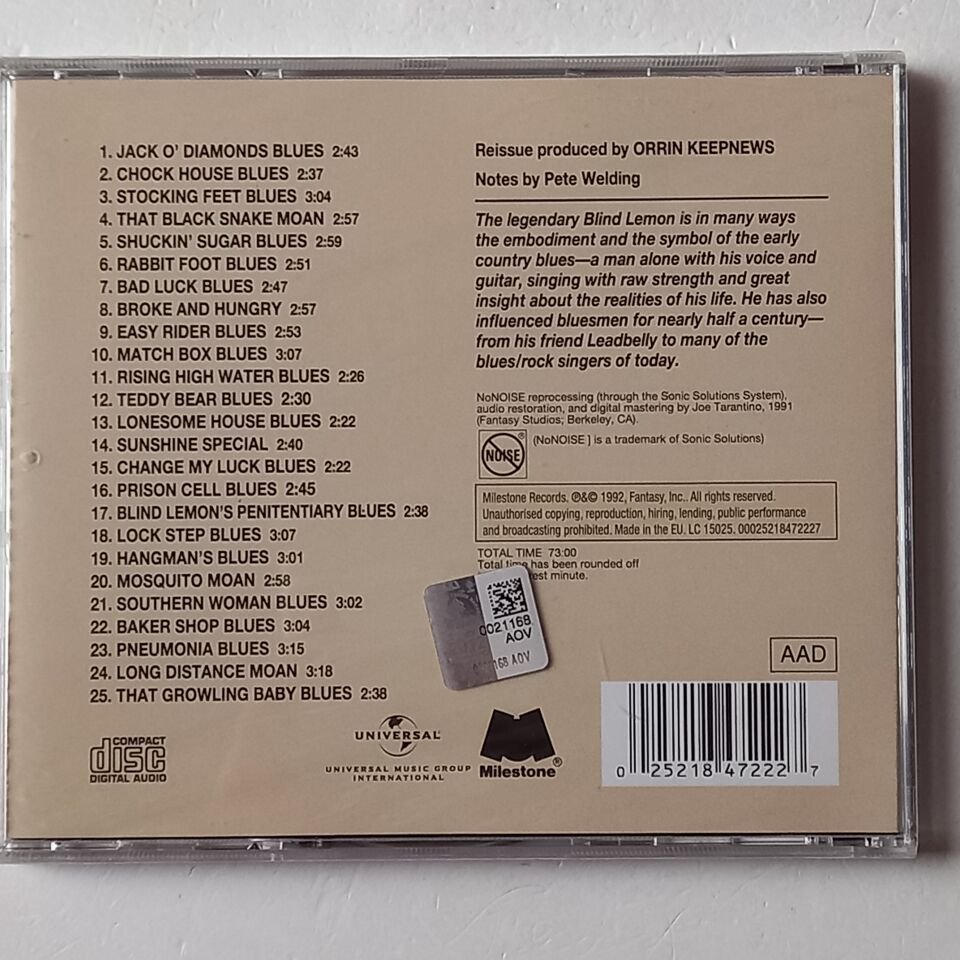 1. JACK O' DIAMONDS BLUES 2:43
2. CHOCK HOUSE BLUES 2:37
3. STOCKING FEET BLUES 3:04
4. THAT BLACK SNAKE MOAN 2:57
5. SHUCKIN' SUGAR BLUES 2:59
6. RABBIT FOOT BLUES 2:51
7. BAD LUCK BLUES 2:47
8. BROKE AND HUNGRY 2:57
9. EASY RIDER BLUES 2:53
10. MATCH BOX BLUES 3:07
11. RISING HIGH WATER BLUES 2:26
12. TEDDY BEAR BLUES 2:30
13. LONESOME HOUSE BLUES 2:22
14. SUNSHINE SPECIAL 2:40
15. CHANGE MY LUCK BLUES 2:22
16. PRISON CELL BLUES 2:45
17. BLIND LEMON'S PENITENTIARY BLUES 2:38
18. LOCK STEP BLUES 3:07
19. HANGMAN'S BLUES 3:01
20. MOSQUITO MOAN 2:58
21. SOUTHERN WOMAN BLUES 3:02
22. BAKER SHOP BLUES 3:04
23. PNEUMONIA BLUES 3:15
24. LONG DISTANCE MOAN 3:18
25. THAT GROWLING BABY BLUES 2:38
Reissue produced by ORRIN KEEPNEWS
Notes by Pete Welding
The legendary Blind Lemon is in many ways
the embodiment and the symbol of the early
country blues—a man alone with his voice and
guitar, singing with raw strength and great
insight about the realities of his life. He has also
influenced bluesmen for nearly half a century—
from his friend Leadbelly to many of the
blues/rock singers of today.
NoNOISE reprocessing (through the Sonic Solutions System),
audio restoration, and digital mastering by Joe Tarantino, 1991
(Fantasy Studios; Berkeley, CA).
NOISE ® (NoNOISE ] is a trademark of Sonic Solutions)
Milestone Records. ℗&© 1992, Fantasy, Inc.. All rights reserved.
Unauthorised copying, reproduction, hiring, lending, public performance
and broadcasting prohibited. Made in the EU. LC 15025. 00025218472227
TOTAL TIME 73:00
Total time has been rounded off
minute.
0021168
AOV
168 AOV
AAD
COMPACT
disc
DIGITAL AUDIO
UNIVERSAL
UNIVERSAL MUSIC GROUP
INTERNATIONAL
Milestone®
0 25218 47222 7